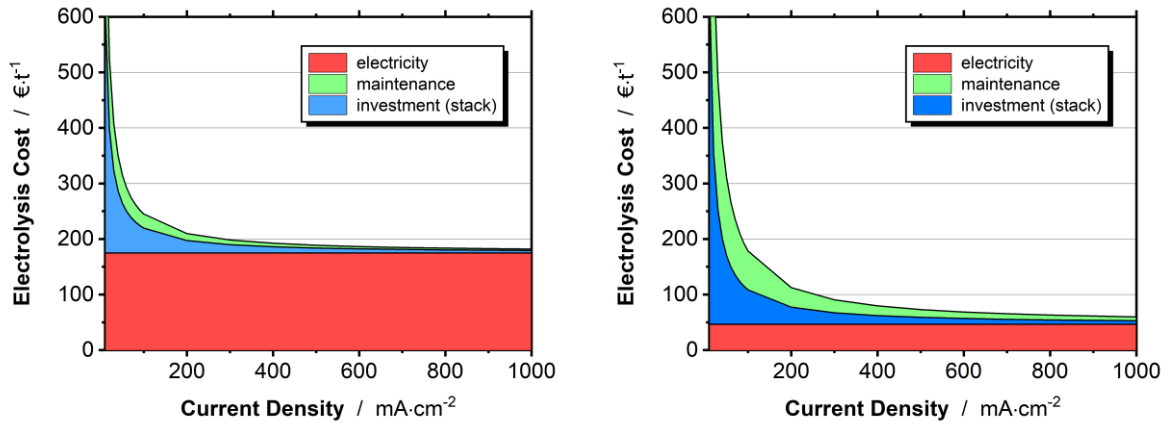 600
500
400
300
200
100
0
Electrolysis Cost / €·t⁻¹
electricity
maintenance
investment (stack)
200 400 600 800 1000
Current Density / mA·cm⁻²
600
500
400
300
200
100
0
Electrolysis Cost / €·t⁻¹
electricity
maintenance
investment (stack)
200 400 600 800 1000
Current Density / mA·cm⁻²